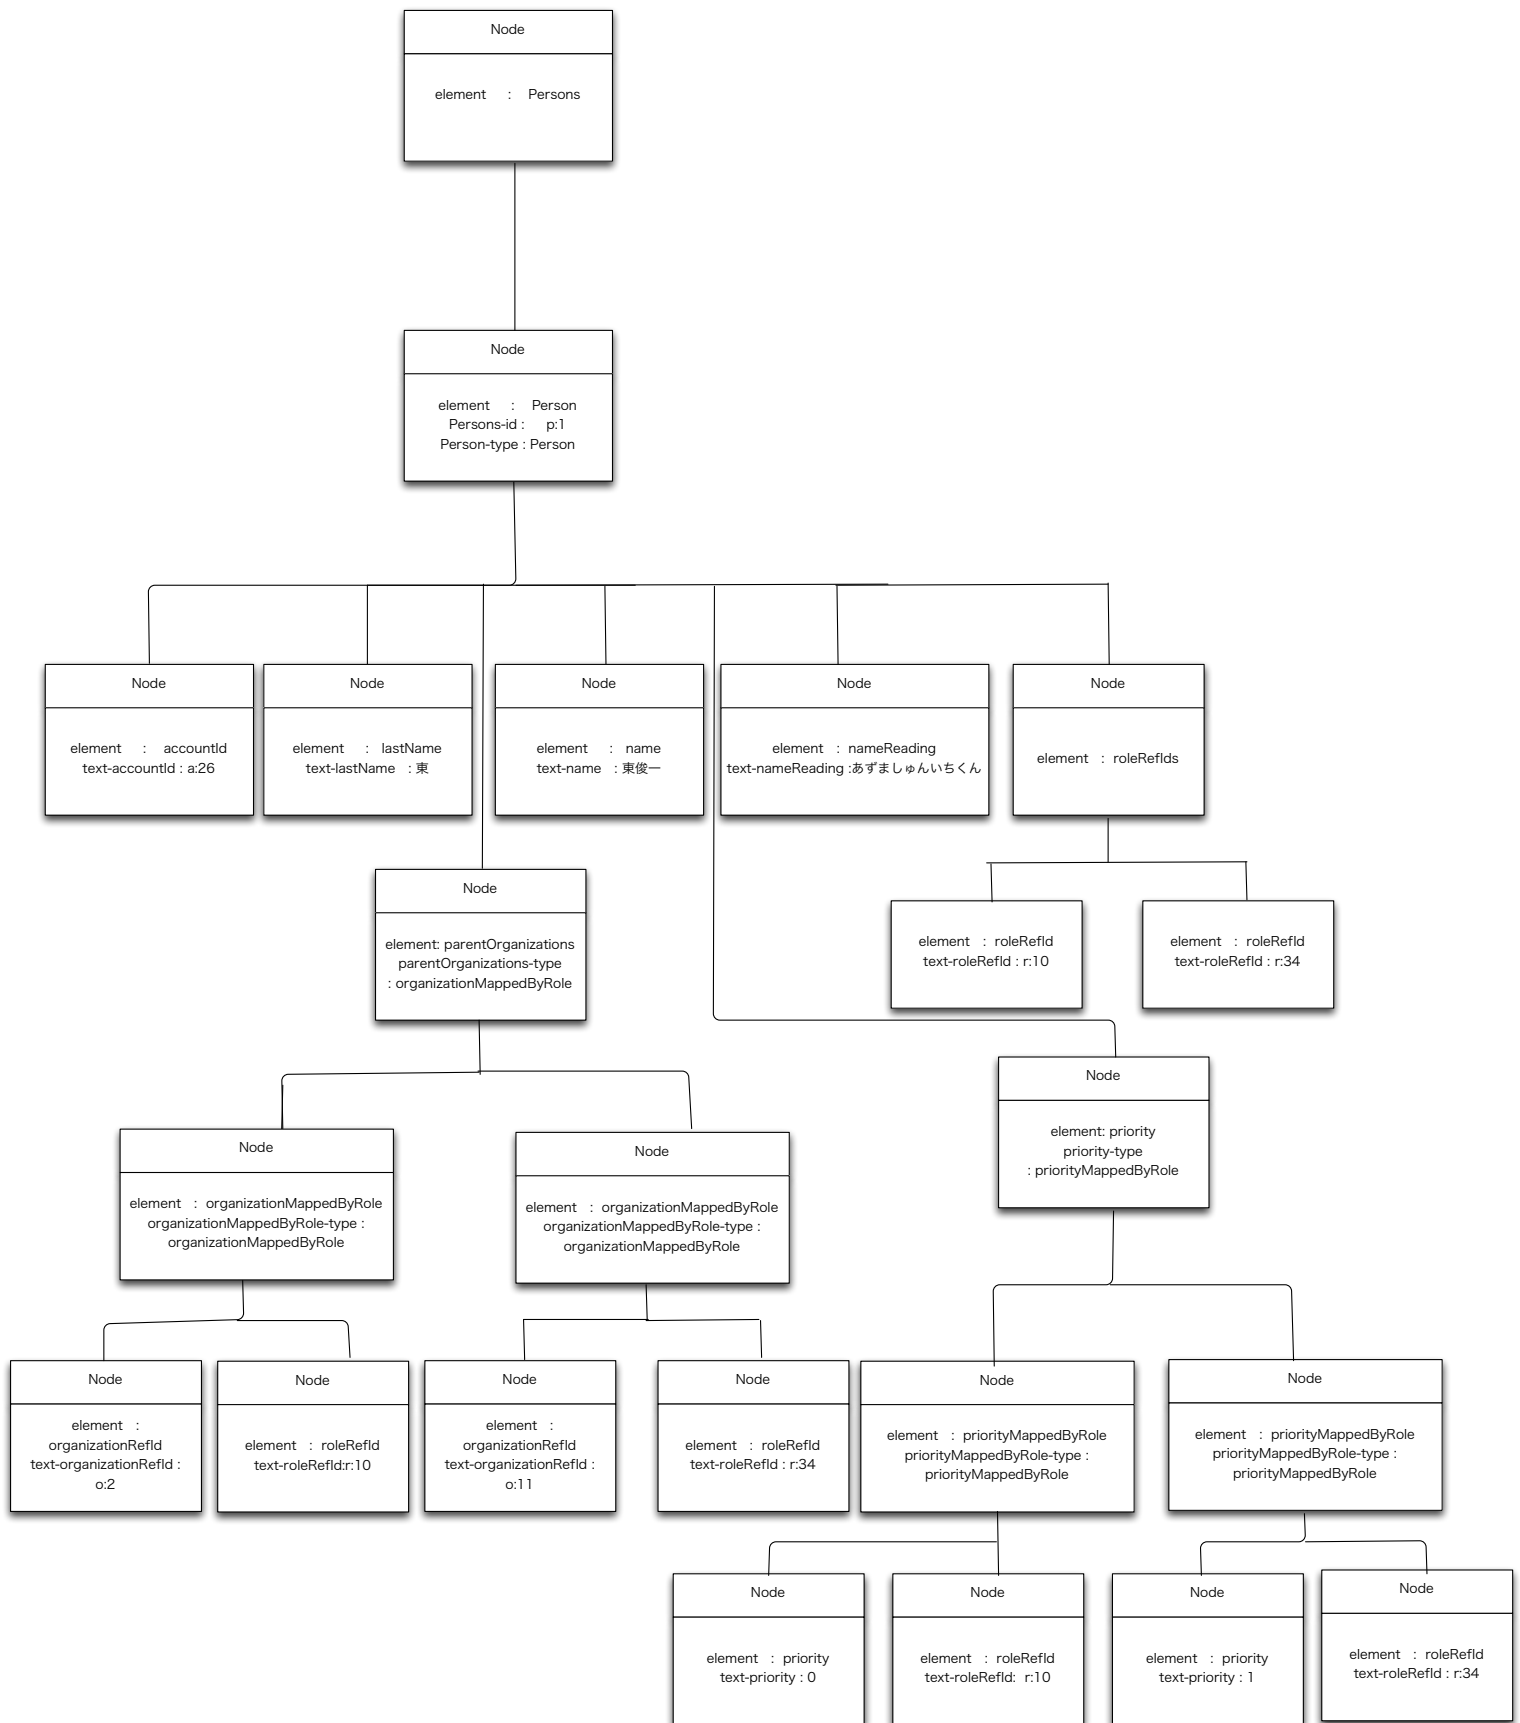 Node
element : Persons
Node
element : Person
Persons-id : p:1
Person-type : Person
Node
element : accountId
text-accountId : a:26
Node
element : lastName
text-lastName : 東
Node
element : name
text-name : 東俊一
Node
element : nameReading
text-nameReading :あずましゅんいちくん
Node
element : roleRefIds
Node
element: parentOrganizations
parentOrganizations-type
: organizationMappedByRole
element : roleRefId
text-roleRefId : r:10
element : roleRefId
text-roleRefId : r:34
Node
element: priority
priority-type
: priorityMappedByRole
Node
element : organizationMappedByRole
organizationMappedByRole-type :
organizationMappedByRole
Node
element : organizationMappedByRole
organizationMappedByRole-type :
organizationMappedByRole
Node
element :
organizationRefId
text-organizationRefId :
o:2
Node
element : roleRefId
text-roleRefId:r:10
Node
element :
organizationRefId
text-organizationRefId :
o:11
Node
element : roleRefId
text-roleRefId : r:34
Node
element : priorityMappedByRole
priorityMappedByRole-type :
priorityMappedByRole
Node
element : priorityMappedByRole
priorityMappedByRole-type :
priorityMappedByRole
Node
element : priority
text-priority : 0
Node
element : roleRefId
text-roleRefId: r:10
Node
element : priority
text-priority : 1
Node
element : roleRefId
text-roleRefId : r:34